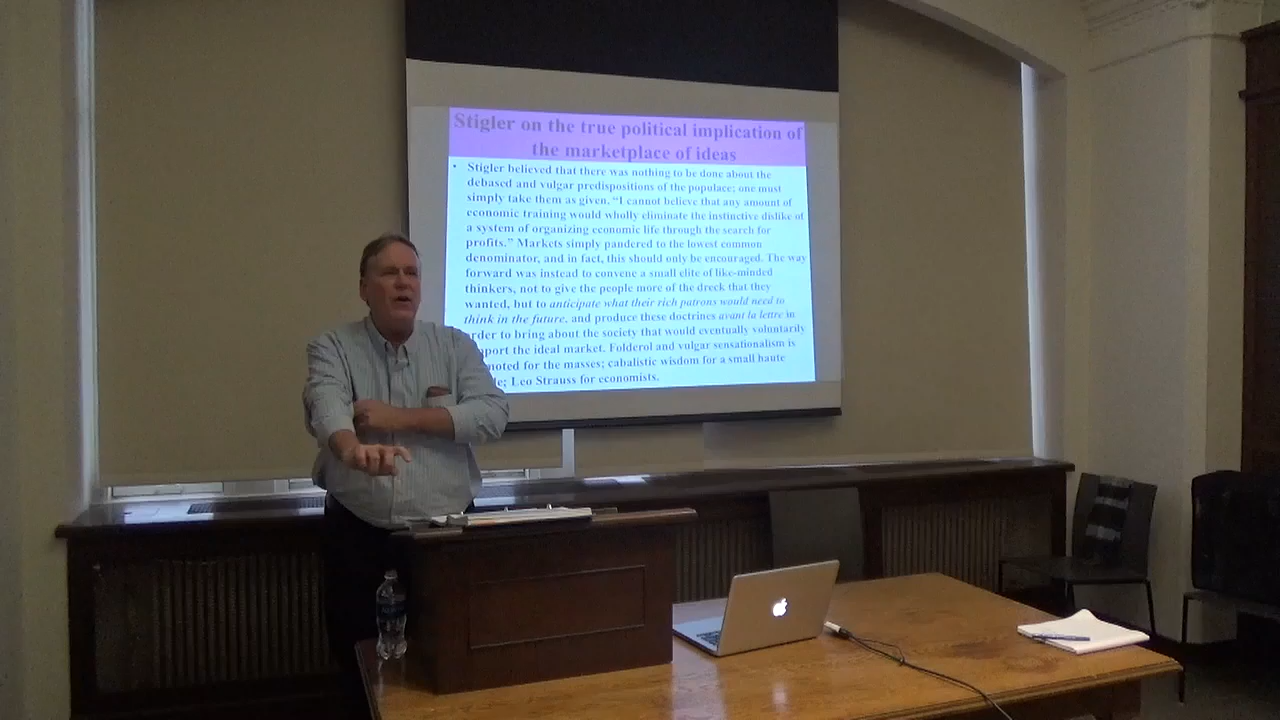 Stigler on the true political implication of
the marketplace of ideas
• Stigler believed that there was nothing to be done about the
debased and vulgar predispositions of the populace; one must
simply take them as given. “I cannot believe that any amount of
economic training would wholly eliminate the instinctive dislike of
a system of organizing economic life through the search for
profits.” Markets simply pandered to the lowest common
denominator, and in fact, this should only be encouraged. The way
forward was instead to convene a small elite of like-minded
thinkers, not to give the people more of the dreck that they
wanted, but to anticipate what their rich patrons would need to
think in the future, and produce these doctrines avant la lettre in
rder to bring about the society that would eventually voluntarily
pport the ideal market. Folderol and vulgar sensationalism is
moted for the masses; cabalistic wisdom for a small haute
de; Leo Strauss for economists.